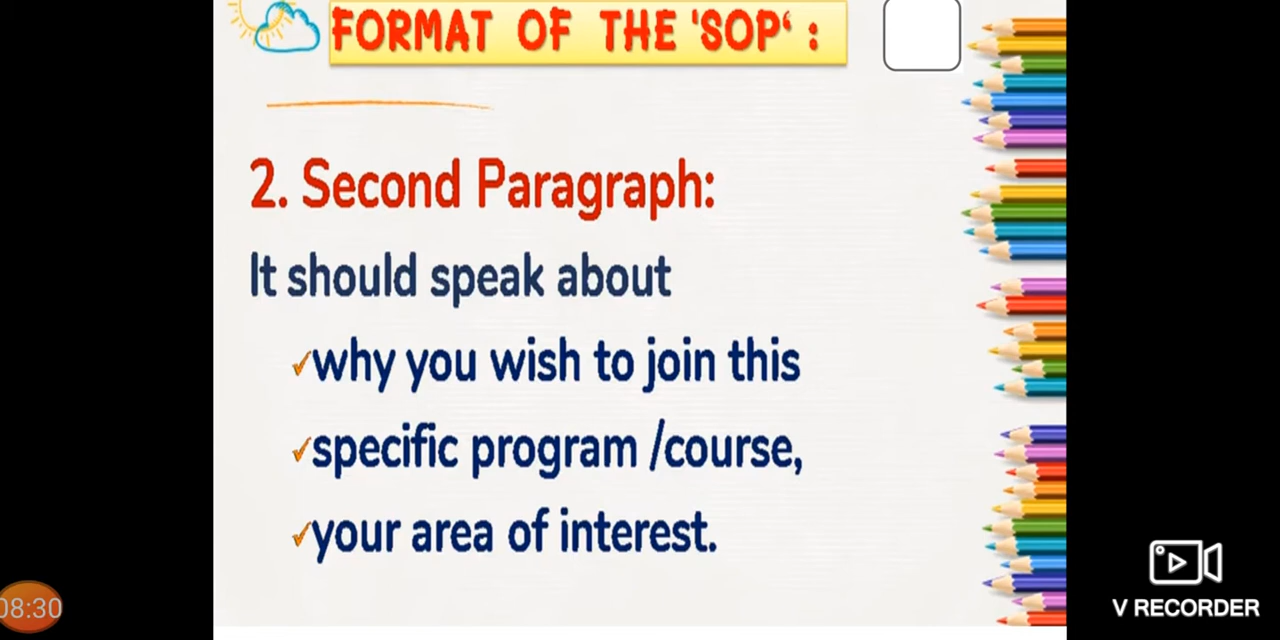 FORMAT OF THE 'SOP‘ :
2. Second Paragraph:
It should speak about
✓why you wish to join this
✓specific program /course,
✓your area of interest.
08:30
V RECORDER